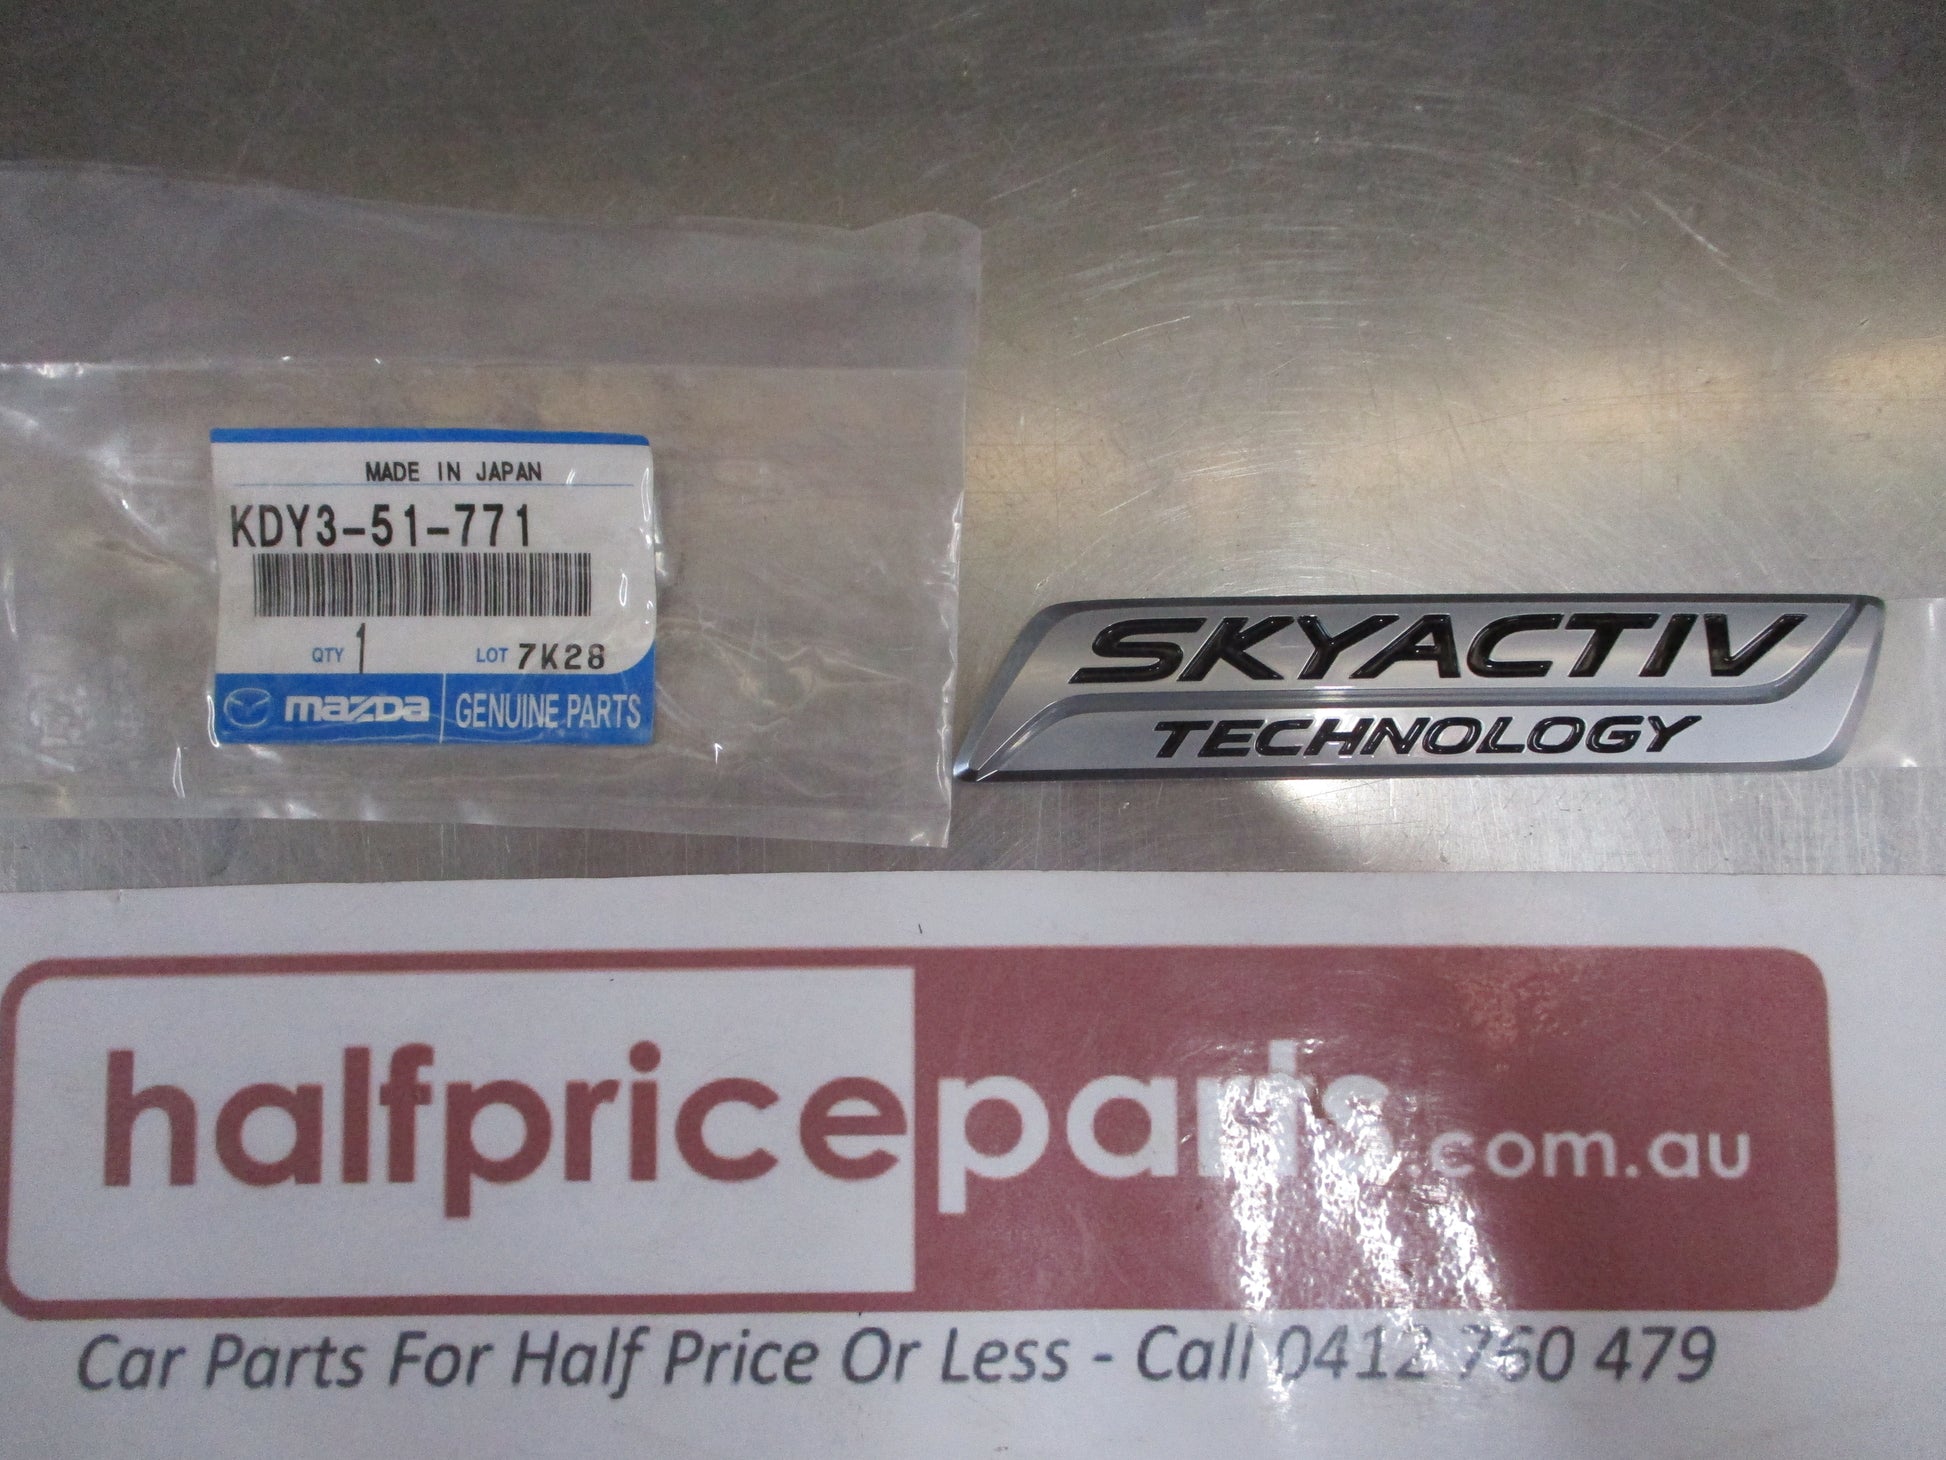 MADE IN JAPAN
KDY3-51-771
QTY 1 LOT 7K28
mazda GENUINE PARTS
SKYACTIV
TECHNOLOGY
halfpriceparts.com.au
Car Parts For Half Price Or Less - Call 0412 760 479